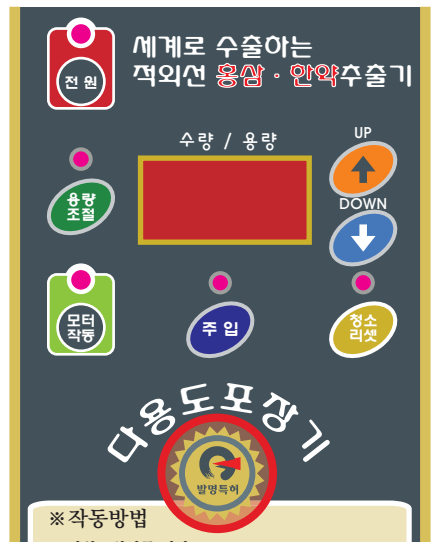 세계로 수출하는
적외선 홍삼 · 한약추출기
전 원
수량 / 용량
UP
DOWN
용량
조절
모터
작동
주 입
청소
리셋
다용도포장기
발명특허
※작동방법